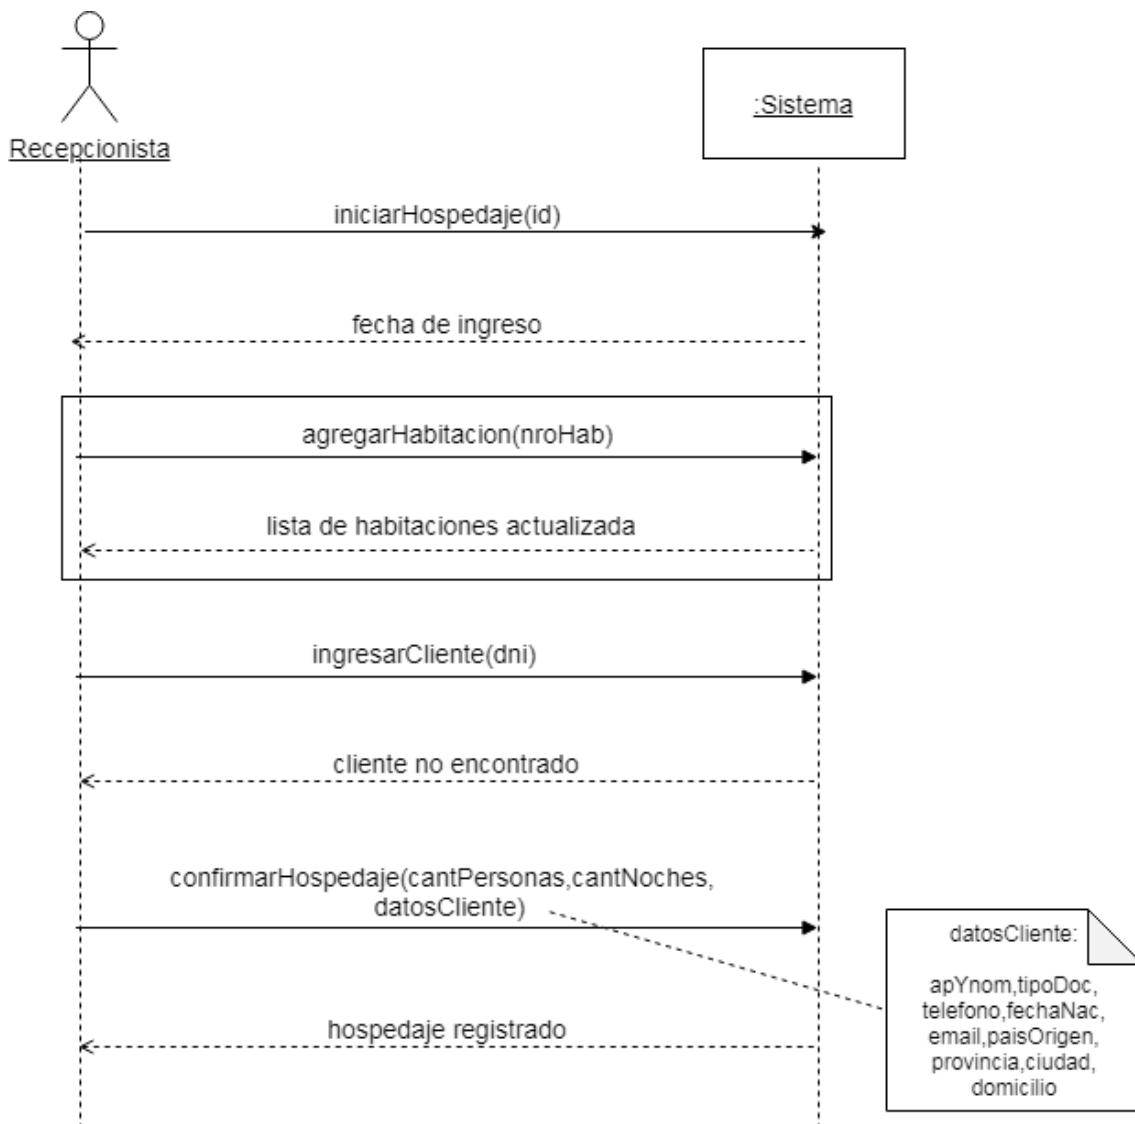 Recepcionista
:Sistema
iniciarHospedaje(id)
fecha de ingreso
agregarHabitacion(nroHab)
lista de habitaciones actualizada
ingresarCliente(dni)
cliente no encontrado
confirmarHospedaje(cantPersonas,cantNoches,
datosCliente)
datosCliente:
apYnom,tipoDoc,
telefono,fechaNac,
email,paisOrigen,
provincia,ciudad,
domicilio
hospedaje registrado